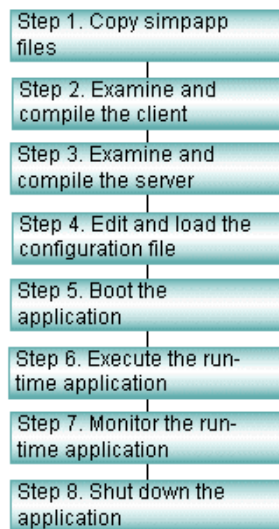 Step 1. Copy simpapp
files
Step 2. Examine and
compile the client
Step 3. Examine and
compile the server
Step 4. Edit and load the
configuration file
Step 5. Boot the
application
Step 6. Execute the run-
time application
Step 7. Monitor the run-
time application
Step 8. Shut down the
application